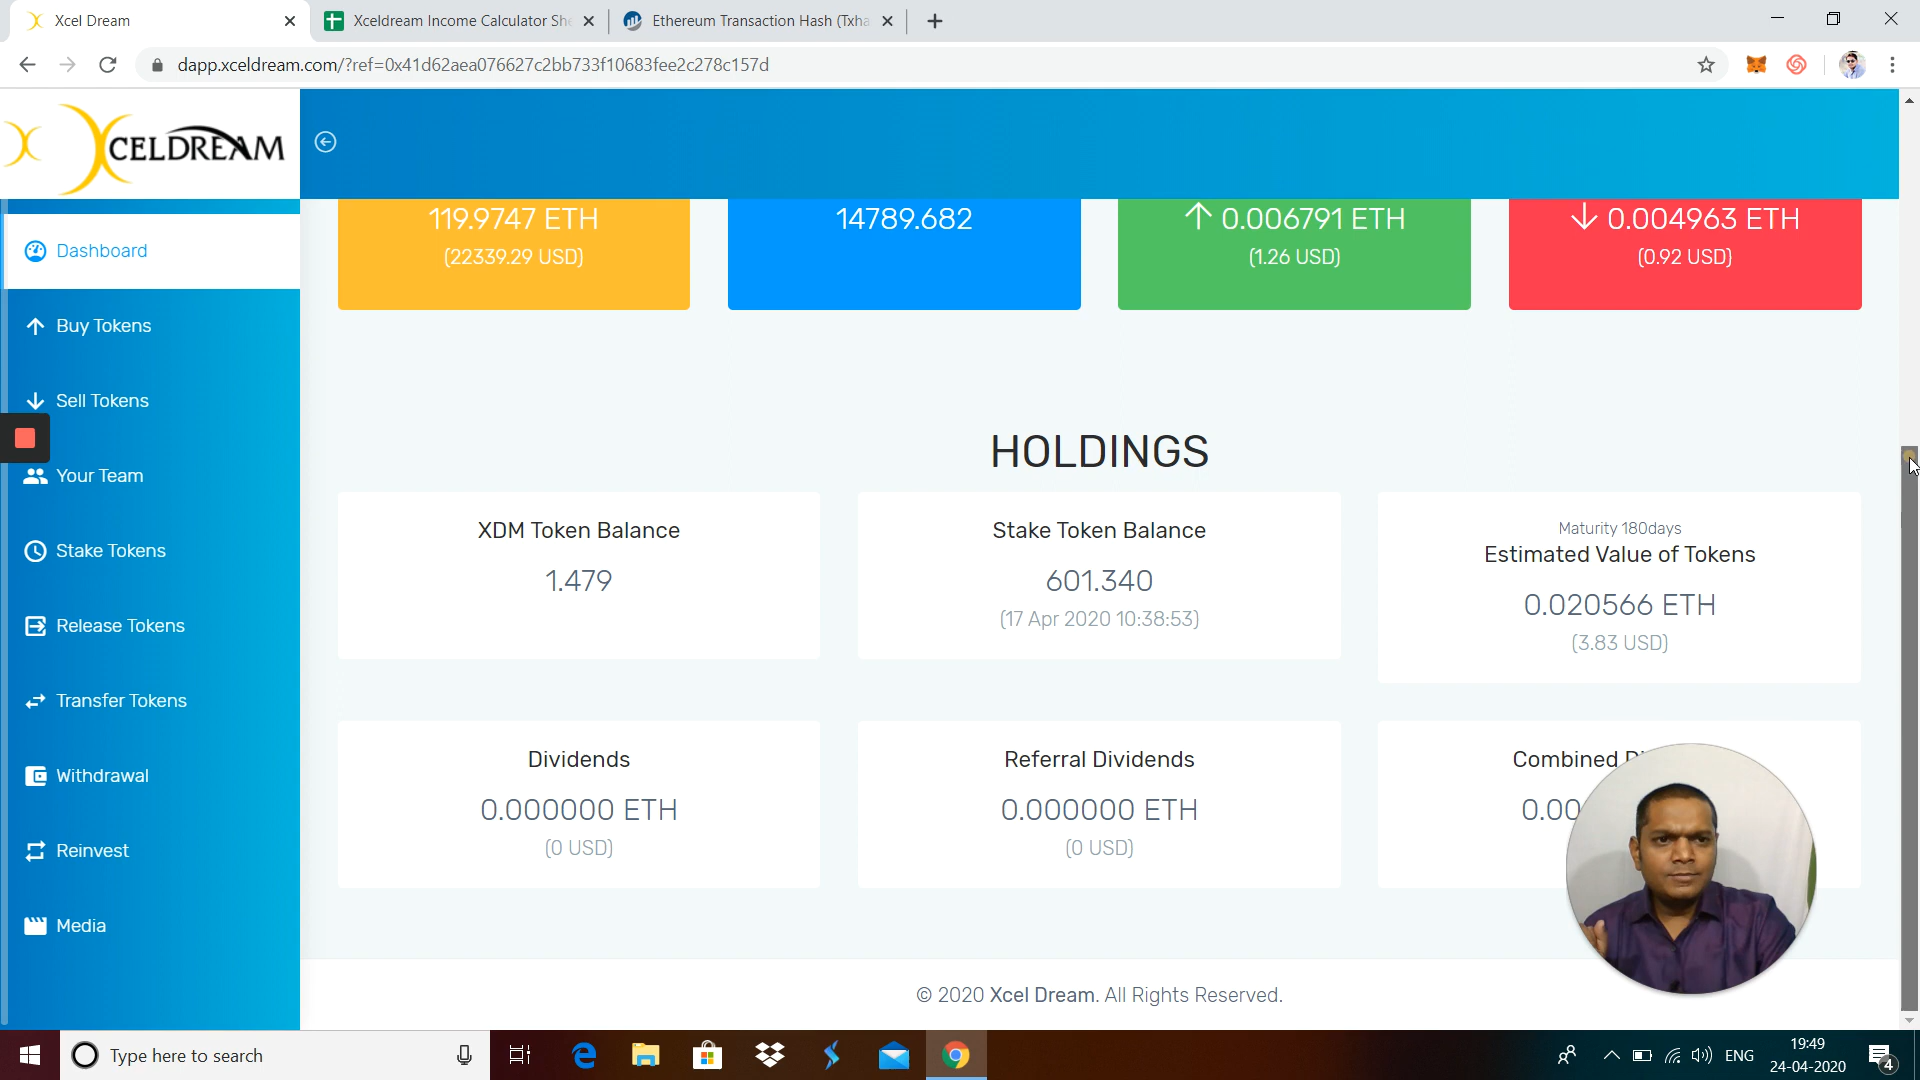 Xcel Dream
Xceldream Income Calculator She
Ethereum Transaction Hash (Txha
dapp.xceldream.com/?ref=0x41d62aea076627c2bb733f10683fee2c278c157d
XCELDREAM
119.9747 ETH
(22339.29 USD)
14789.682
0.006791 ETH
(1.26 USD)
0.004963 ETH
(0.92 USD)
Dashboard
Buy Tokens
Sell Tokens
Your Team
Stake Tokens
Release Tokens
Transfer Tokens
Withdrawal
Reinvest
Media
HOLDINGS
XDM Token Balance
1.479
Stake Token Balance
601.340
(17 Apr 2020 10:38:53)
Maturity 180days
Estimated Value of Tokens
0.020566 ETH
(3.83 USD)
Dividends
0.000000 ETH
(0 USD)
Referral Dividends
0.000000 ETH
(0 USD)
Combined
0.00
© 2020 Xcel Dream. All Rights Reserved.
Type here to search
ENG
19:49
24-04-2020
4